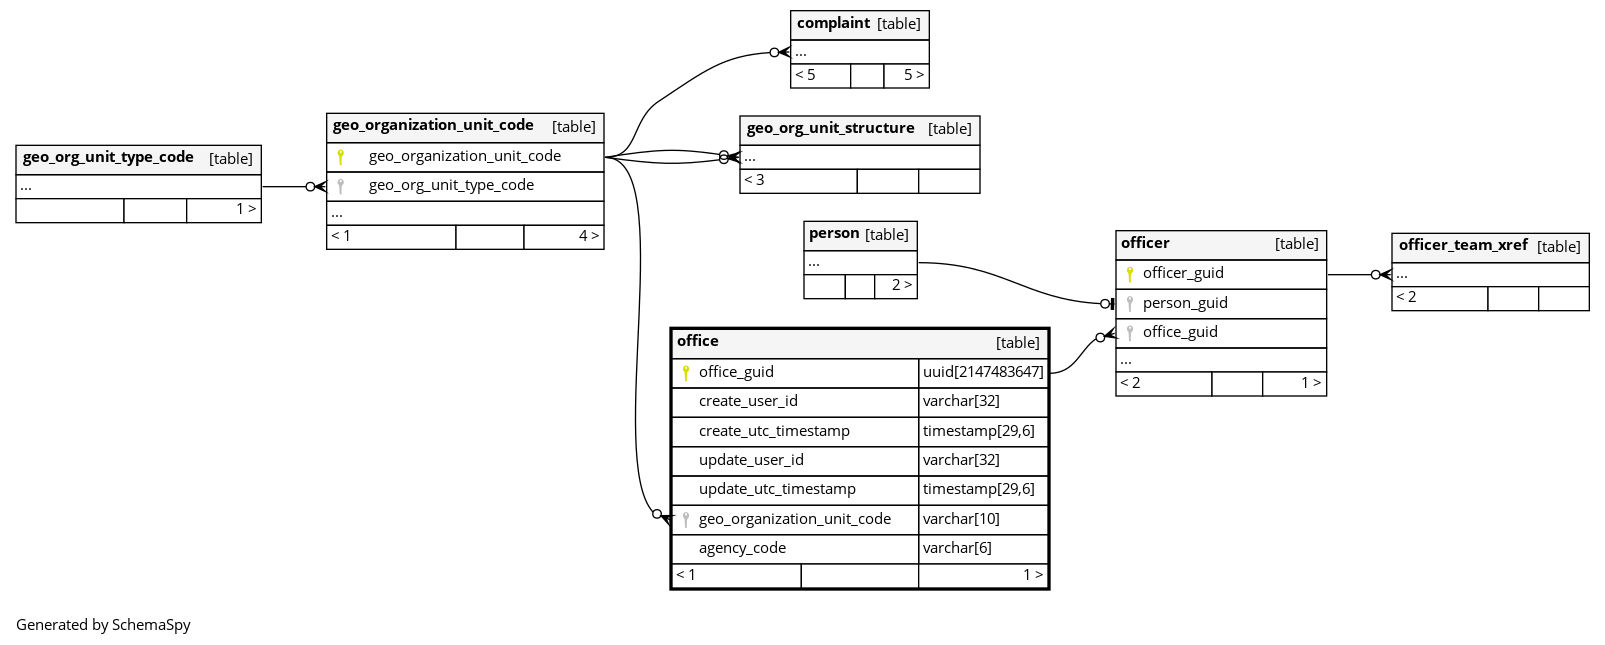 complaint [table]
...
< 5 5 >
geo_organization_unit_code [table]
geo_organization_unit_code
geo_org_unit_type_code
...
< 1 4 >
geo_org_unit_structure [table]
...
< 3
geo_org_unit_type_code [table]
...
1 >
person [table]
...
2 >
officer [table]
officer_guid
person_guid
office_guid
...
< 2 1 >
officer_team_xref [table]
...
< 2
office [table]
office_guid uuid[2147483647]
create_user_id varchar[32]
create_utc_timestamp timestamp[29,6]
update_user_id varchar[32]
update_utc_timestamp timestamp[29,6]
geo_organization_unit_code varchar[10]
agency_code varchar[6]
< 1 1 >
Generated by SchemaSpy